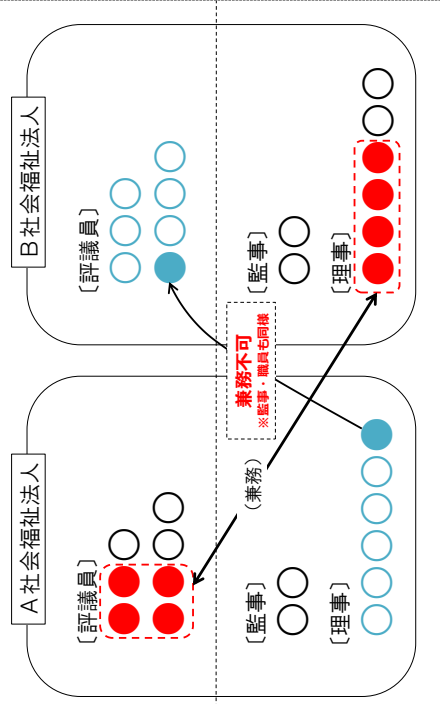 A社会福祉法人
〔評議員〕
〔監事〕
〔理事〕
（兼務）
兼務不可
※監事・職員も同様
B社会福祉法人
〔評議員〕
〔監事〕
〔理事〕